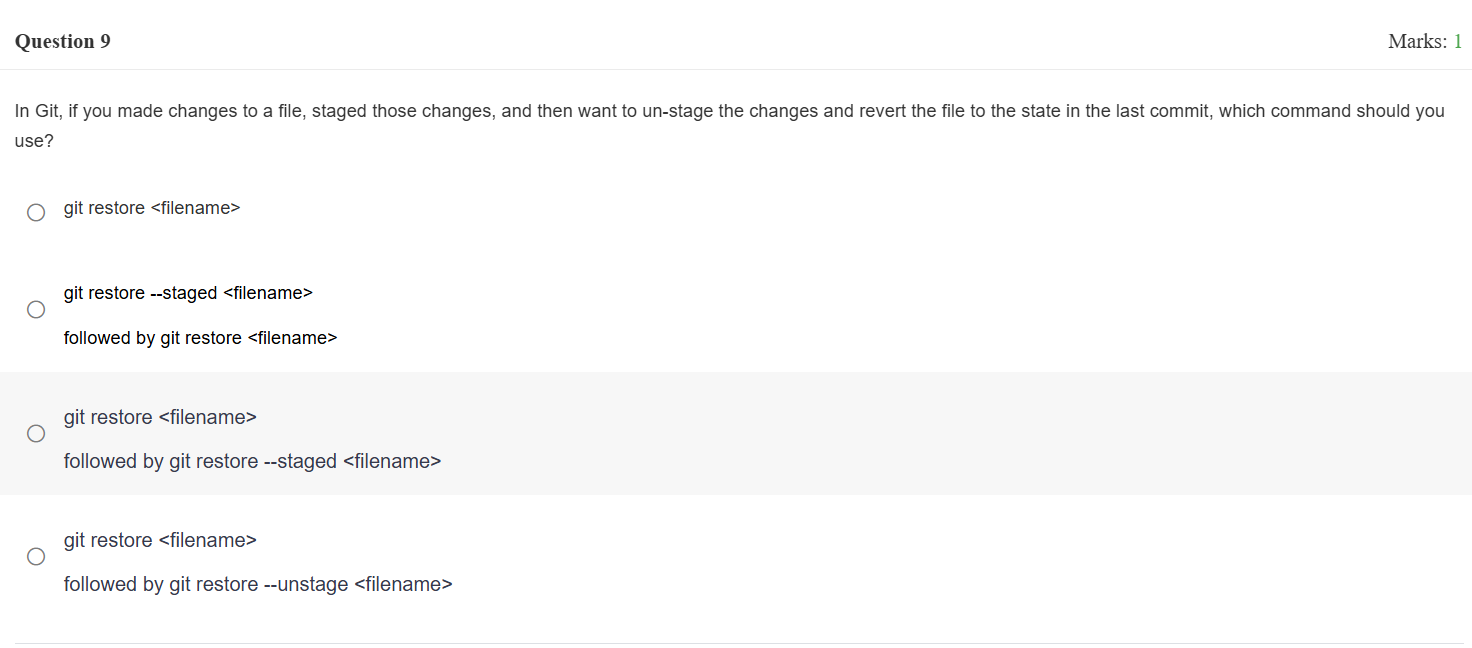 Question 9
Marks: 1
In Git, if you made changes to a file, staged those changes, and then want to un-stage the changes and revert the file to the state in the last commit, which command should you
use?
git restore <filename>
git restore --staged <filename>
followed by git restore <filename>
git restore <filename>
followed by git restore --staged <filename>
git restore <filename>
followed by git restore --unstage <filename>